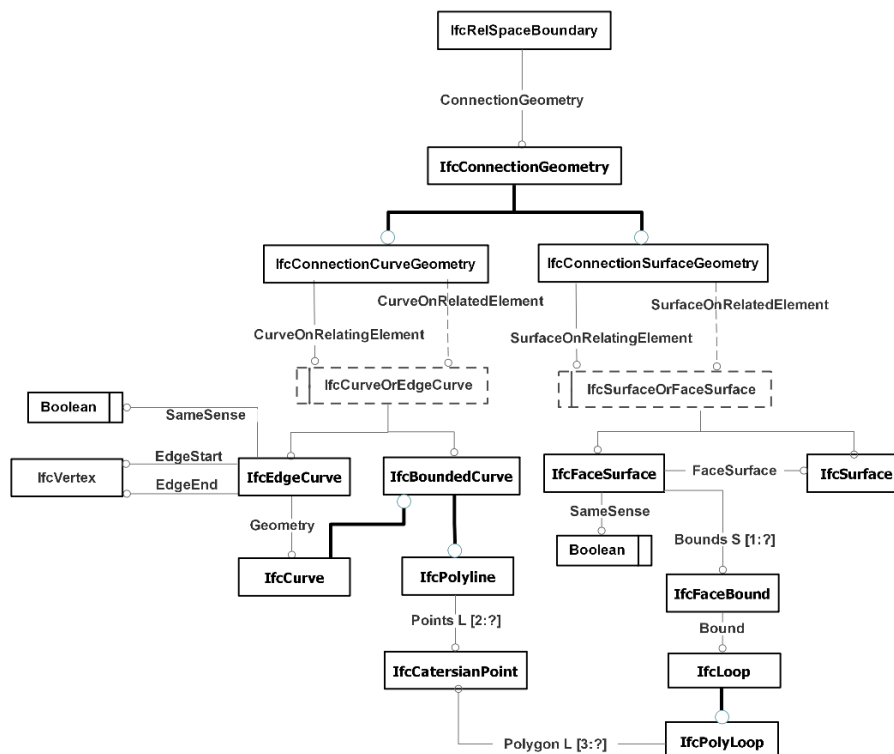 IfcRelSpaceBoundary
ConnectionGeometry
IfcConnectionGeometry
IfcConnectionCurveGeometry
IfcConnectionSurfaceGeometry
CurveOnRelatedElement
SurfaceOnRelatedElement
CurveOnRelatingElement
SurfaceOnRelatingElement
IfcCurveOrEdgeCurve
IfcSurfaceOrFaceSurface
Boolean
SameSense
EdgeStart
IfcVertex
EdgeEnd
IfcEdgeCurve
IfcBoundedCurve
IfcFaceSurface
FaceSurface
IfcSurface
SameSense
Geometry
Boolean
Bounds S [1:?]
IfcCurve
IfcPolyline
IfcFaceBound
Points L [2:?]
Bound
IfcCatersianPoint
IfcLoop
Polygon L [3:?]
IfcPolyLoop